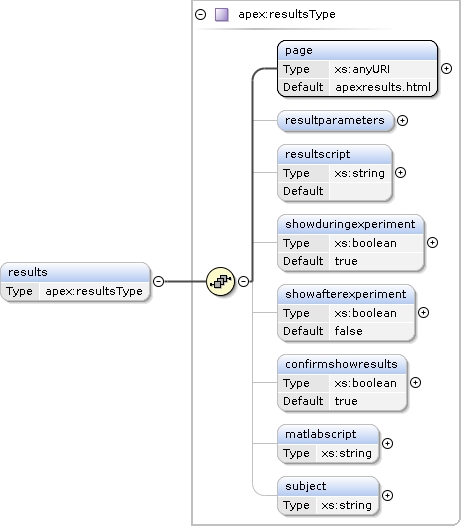 apex:resultsType
page
Type xs:anyURI
Default apexresults.html
resultparameters
resultscript
Type xs:string
Default
showduringexperiment
Type xs:boolean
Default true
results
Type apex:resultsType
showafterexperiment
Type xs:boolean
Default false
confirmshowresults
Type xs:boolean
Default true
matlabscript
Type xs:string
subject
Type xs:string